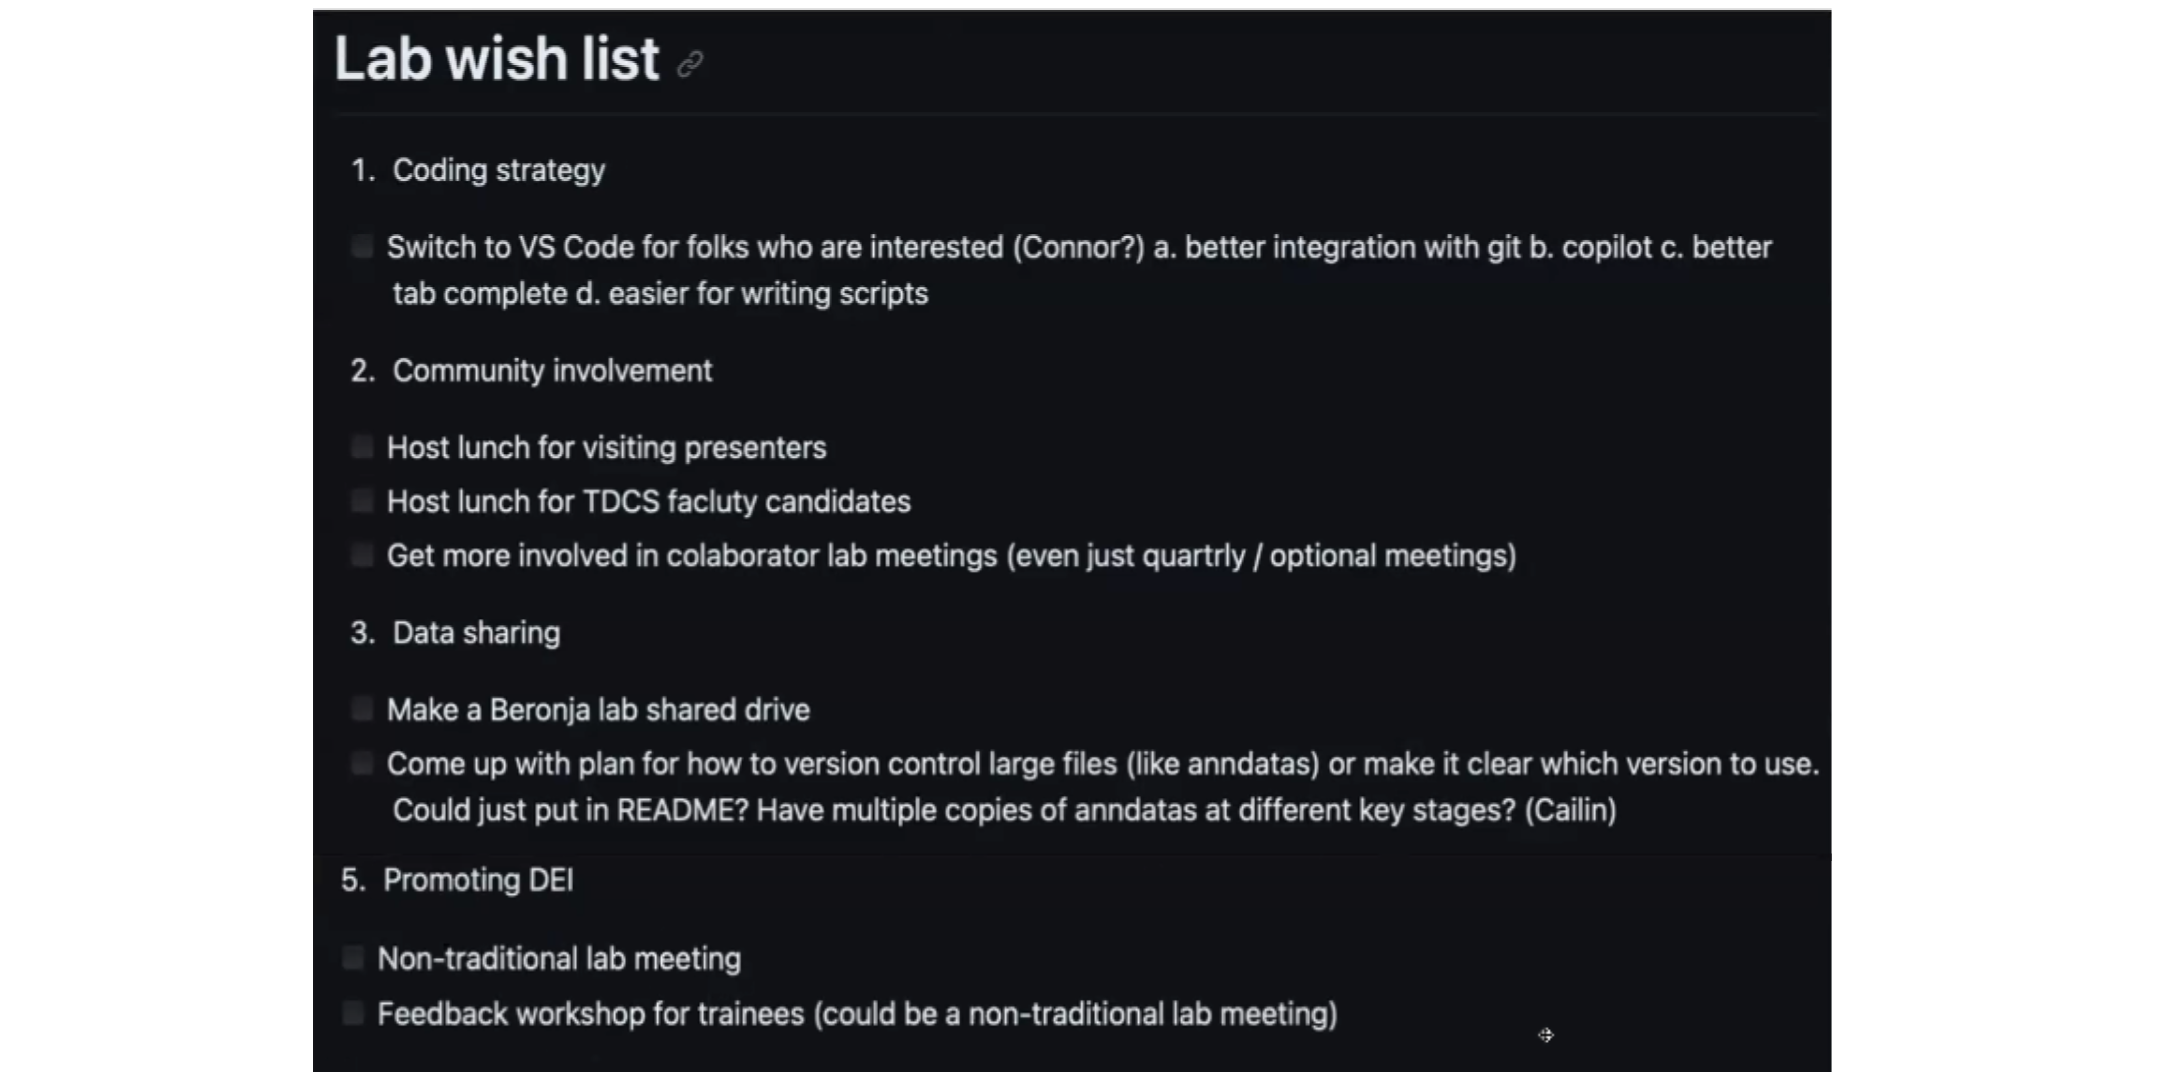 Lab wish list
1. Coding strategy
Switch to VS Code for folks who are interested (Connor?) a. better integration with git b. copilot c. better
tab complete d. easier for writing scripts
2. Community involvement
Host lunch for visiting presenters
Host lunch for TDCS facluty candidates
Get more involved in colaborator lab meetings (even just quartrly / optional meetings)
3. Data sharing
Make a Beronja lab shared drive
Come up with plan for how to version control large files (like anndatas) or make it clear which version to use.
Could just put in README? Have multiple copies of anndatas at different key stages? (Cailin)
5. Promoting DEI
Non-traditional lab meeting
Feedback workshop for trainees (could be a non-traditional lab meeting)